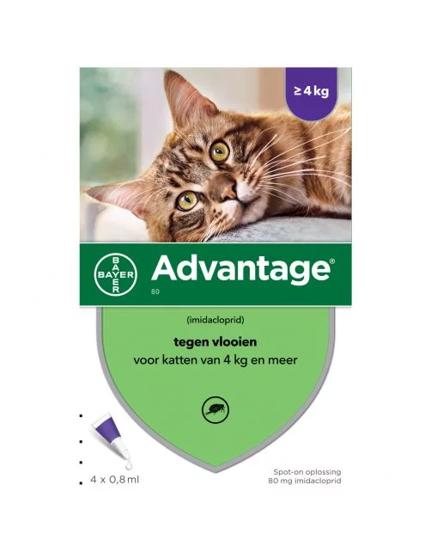 ≥ 4 kg
BAYER
BAYER
Advantage®
80
(imidacloprid)
tegen vlooien
voor katten van 4 kg en meer
4 x 0,8 ml
Spot-on oplossing
80 mg imidacloprid